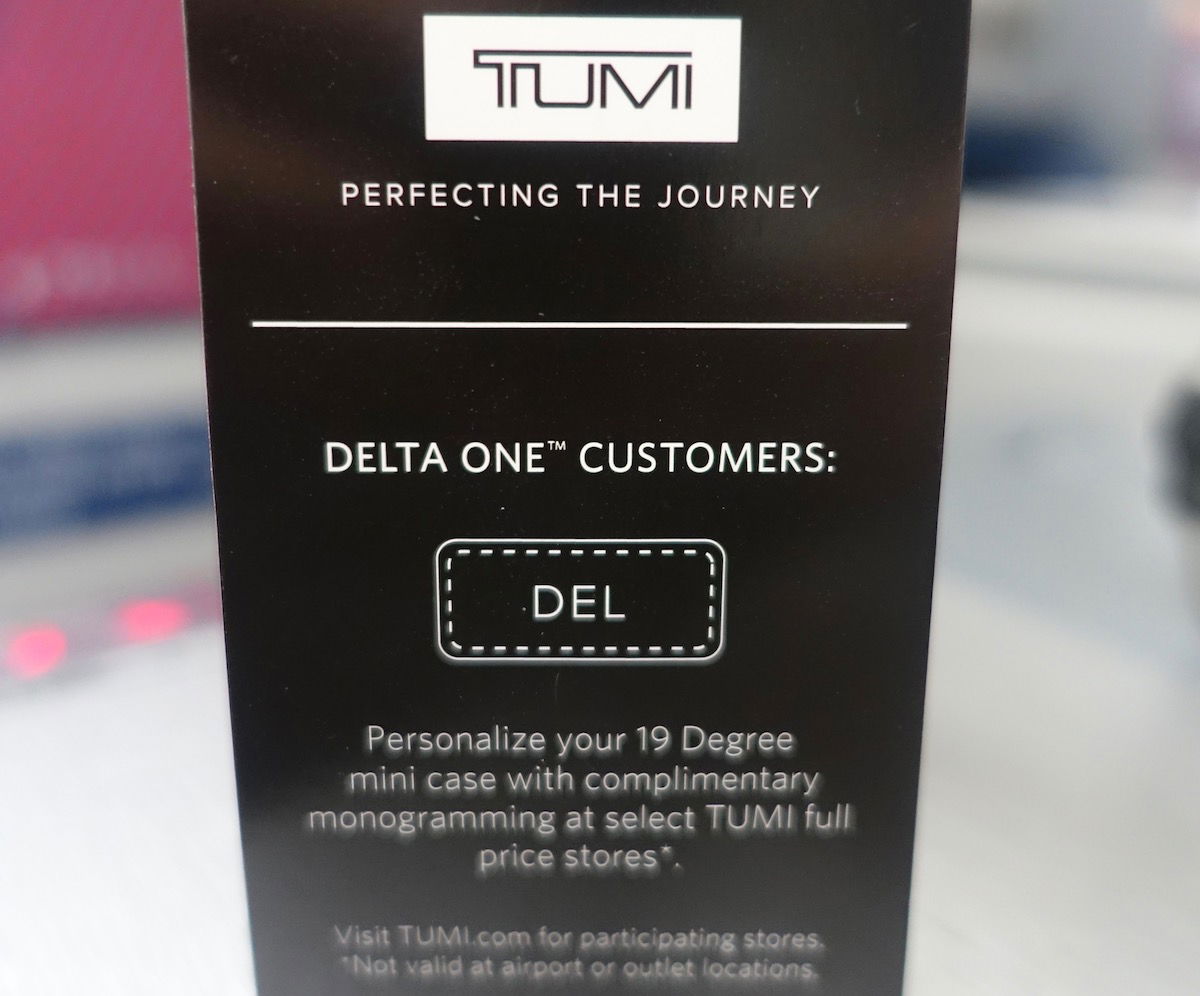 TUMI
PERFECTING THE JOURNEY
DELTA ONE™ CUSTOMERS:
DEL
Personalize your 19 Degree
mini case with complimentary
monogramming at select TUMI full
price stores*.
Visit TUMI.com for participating stores.
*Not valid at airport or outlet locations.